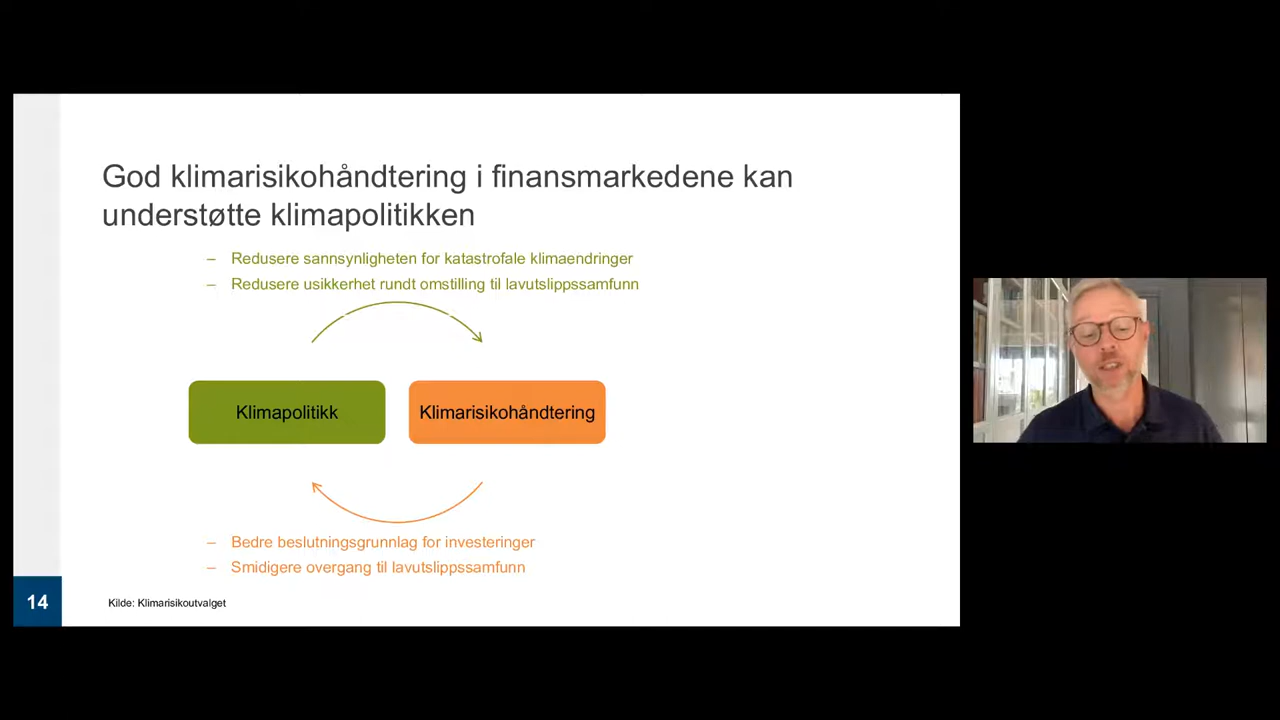 God klimarisikohåndtering i finansmarkedene kan
understøtte klimapolitikken
– Redusere sannsynligheten for katastrofale klimaendringer
– Redusere usikkerhet rundt omstilling til lavutslippssamfunn
Klimapolitikk
Klimarisikohåndtering
– Bedre beslutningsgrunnlag for investeringer
– Smidigere overgang til lavutslippssamfunn
14
Kilde: Klimarisikoutvalget